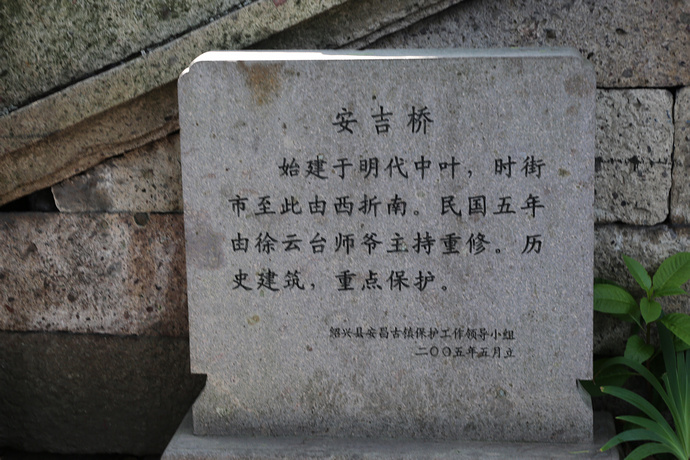 安吉桥
始建于明代中叶，时街
市至此由西折南。民国五年
由徐云台师爷主持重修。历
史建筑，重点保护。
绍兴县安昌古镇保护工作领导小组
二〇〇五年五月立